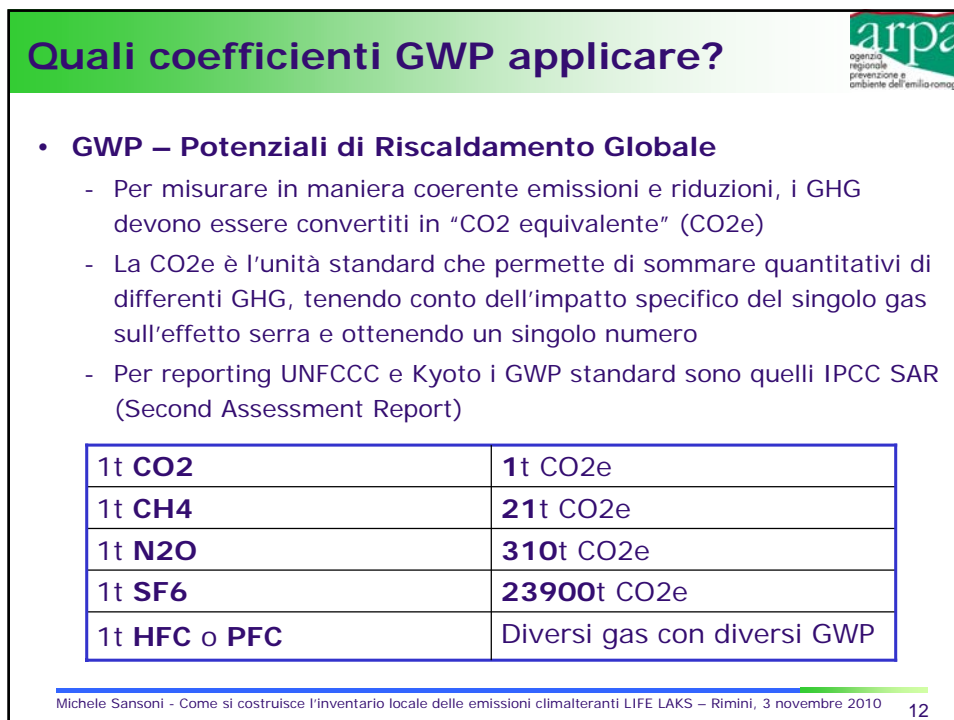 Quali coefficienti GWP applicare?
arpa
agenzia
regionale
prevenzione e
ambiente dell'emilia-romag
• GWP – Potenziali di Riscaldamento Globale
- Per misurare in maniera coerente emissioni e riduzioni, i GHG
devono essere convertiti in “CO2 equivalente” (CO2e)
- La CO2e è l’unità standard che permette di sommare quantitativi di
differenti GHG, tenendo conto dell’impatto specifico del singolo gas
sull’effetto serra e ottenendo un singolo numero
- Per reporting UNFCCC e Kyoto i GWP standard sono quelli IPCC SAR
(Second Assessment Report)
1t CO2 1t CO2e
1t CH4 21t CO2e
1t N2O 310t CO2e
1t SF6 23900t CO2e
1t HFC o PFC Diversi gas con diversi GWP
Michele Sansoni - Come si costruisce l’inventario locale delle emissioni climalteranti LIFE LAKS – Rimini, 3 novembre 2010 12